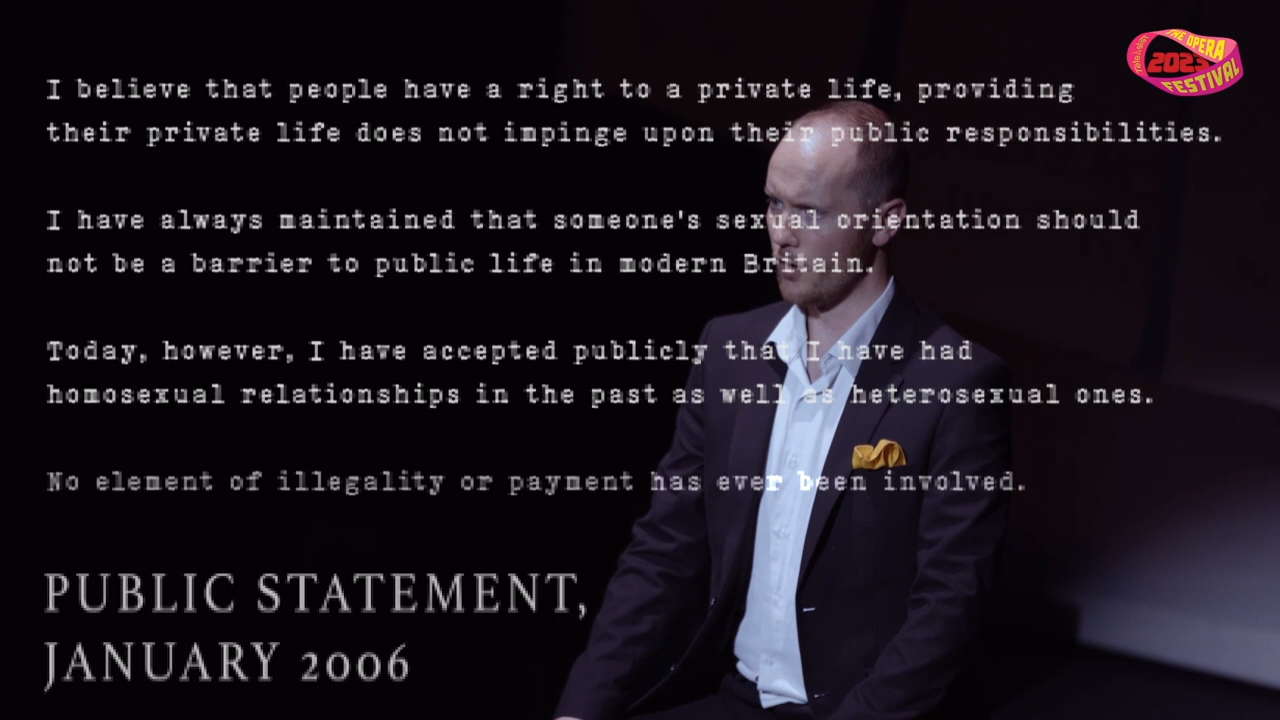 I believe that people have a right to a private life, providing
their private life does not impinge upon their public responsibilities.
I have always maintained that someone's sexual orientation should
not be a barrier to public life in modern Britain.
Today, however, I have accepted publicly that I have had
homosexual relationships in the past as well as heterosexual ones.
No element of illegality or payment has ever been involved.
PUBLIC STATEMENT,
JANUARY 2006
THE OPERA
2023
FESTIVAL